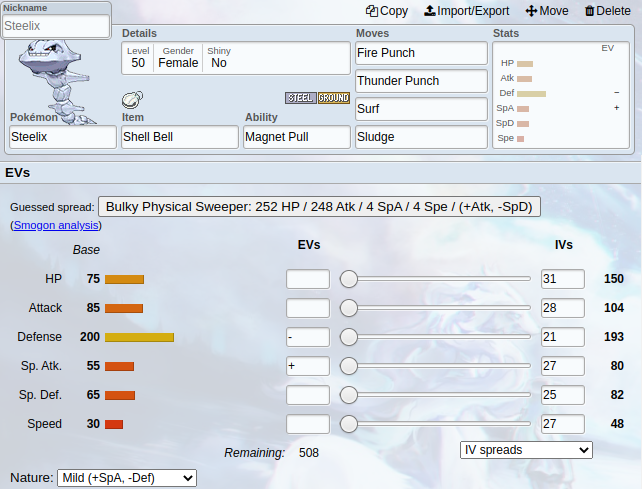 Nickname
Steelix
Copy Import/Export Move Delete
Details
Level Gender Shiny
50 Female No
STEEL GROUND
Pokémon Item Ability
Steelix Shell Bell Magnet Pull
Moves
Fire Punch
Thunder Punch
Surf
Sludge
Stats
EV
HP
Atk
Def −
SpA +
SpD
Spe
EVs
Guessed spread: Bulky Physical Sweeper: 252 HP / 248 Atk / 4 SpA / 4 Spe / (+Atk, -SpD)
(Smogon analysis)
Base EVs IVs
HP 75 31 150
Attack 85 28 104
Defense 200 - 21 193
Sp. Atk. 55 + 27 80
Sp. Def. 65 25 82
Speed 30 27 48
Remaining: 508 IV spreads
Nature: Mild (+SpA, -Def)